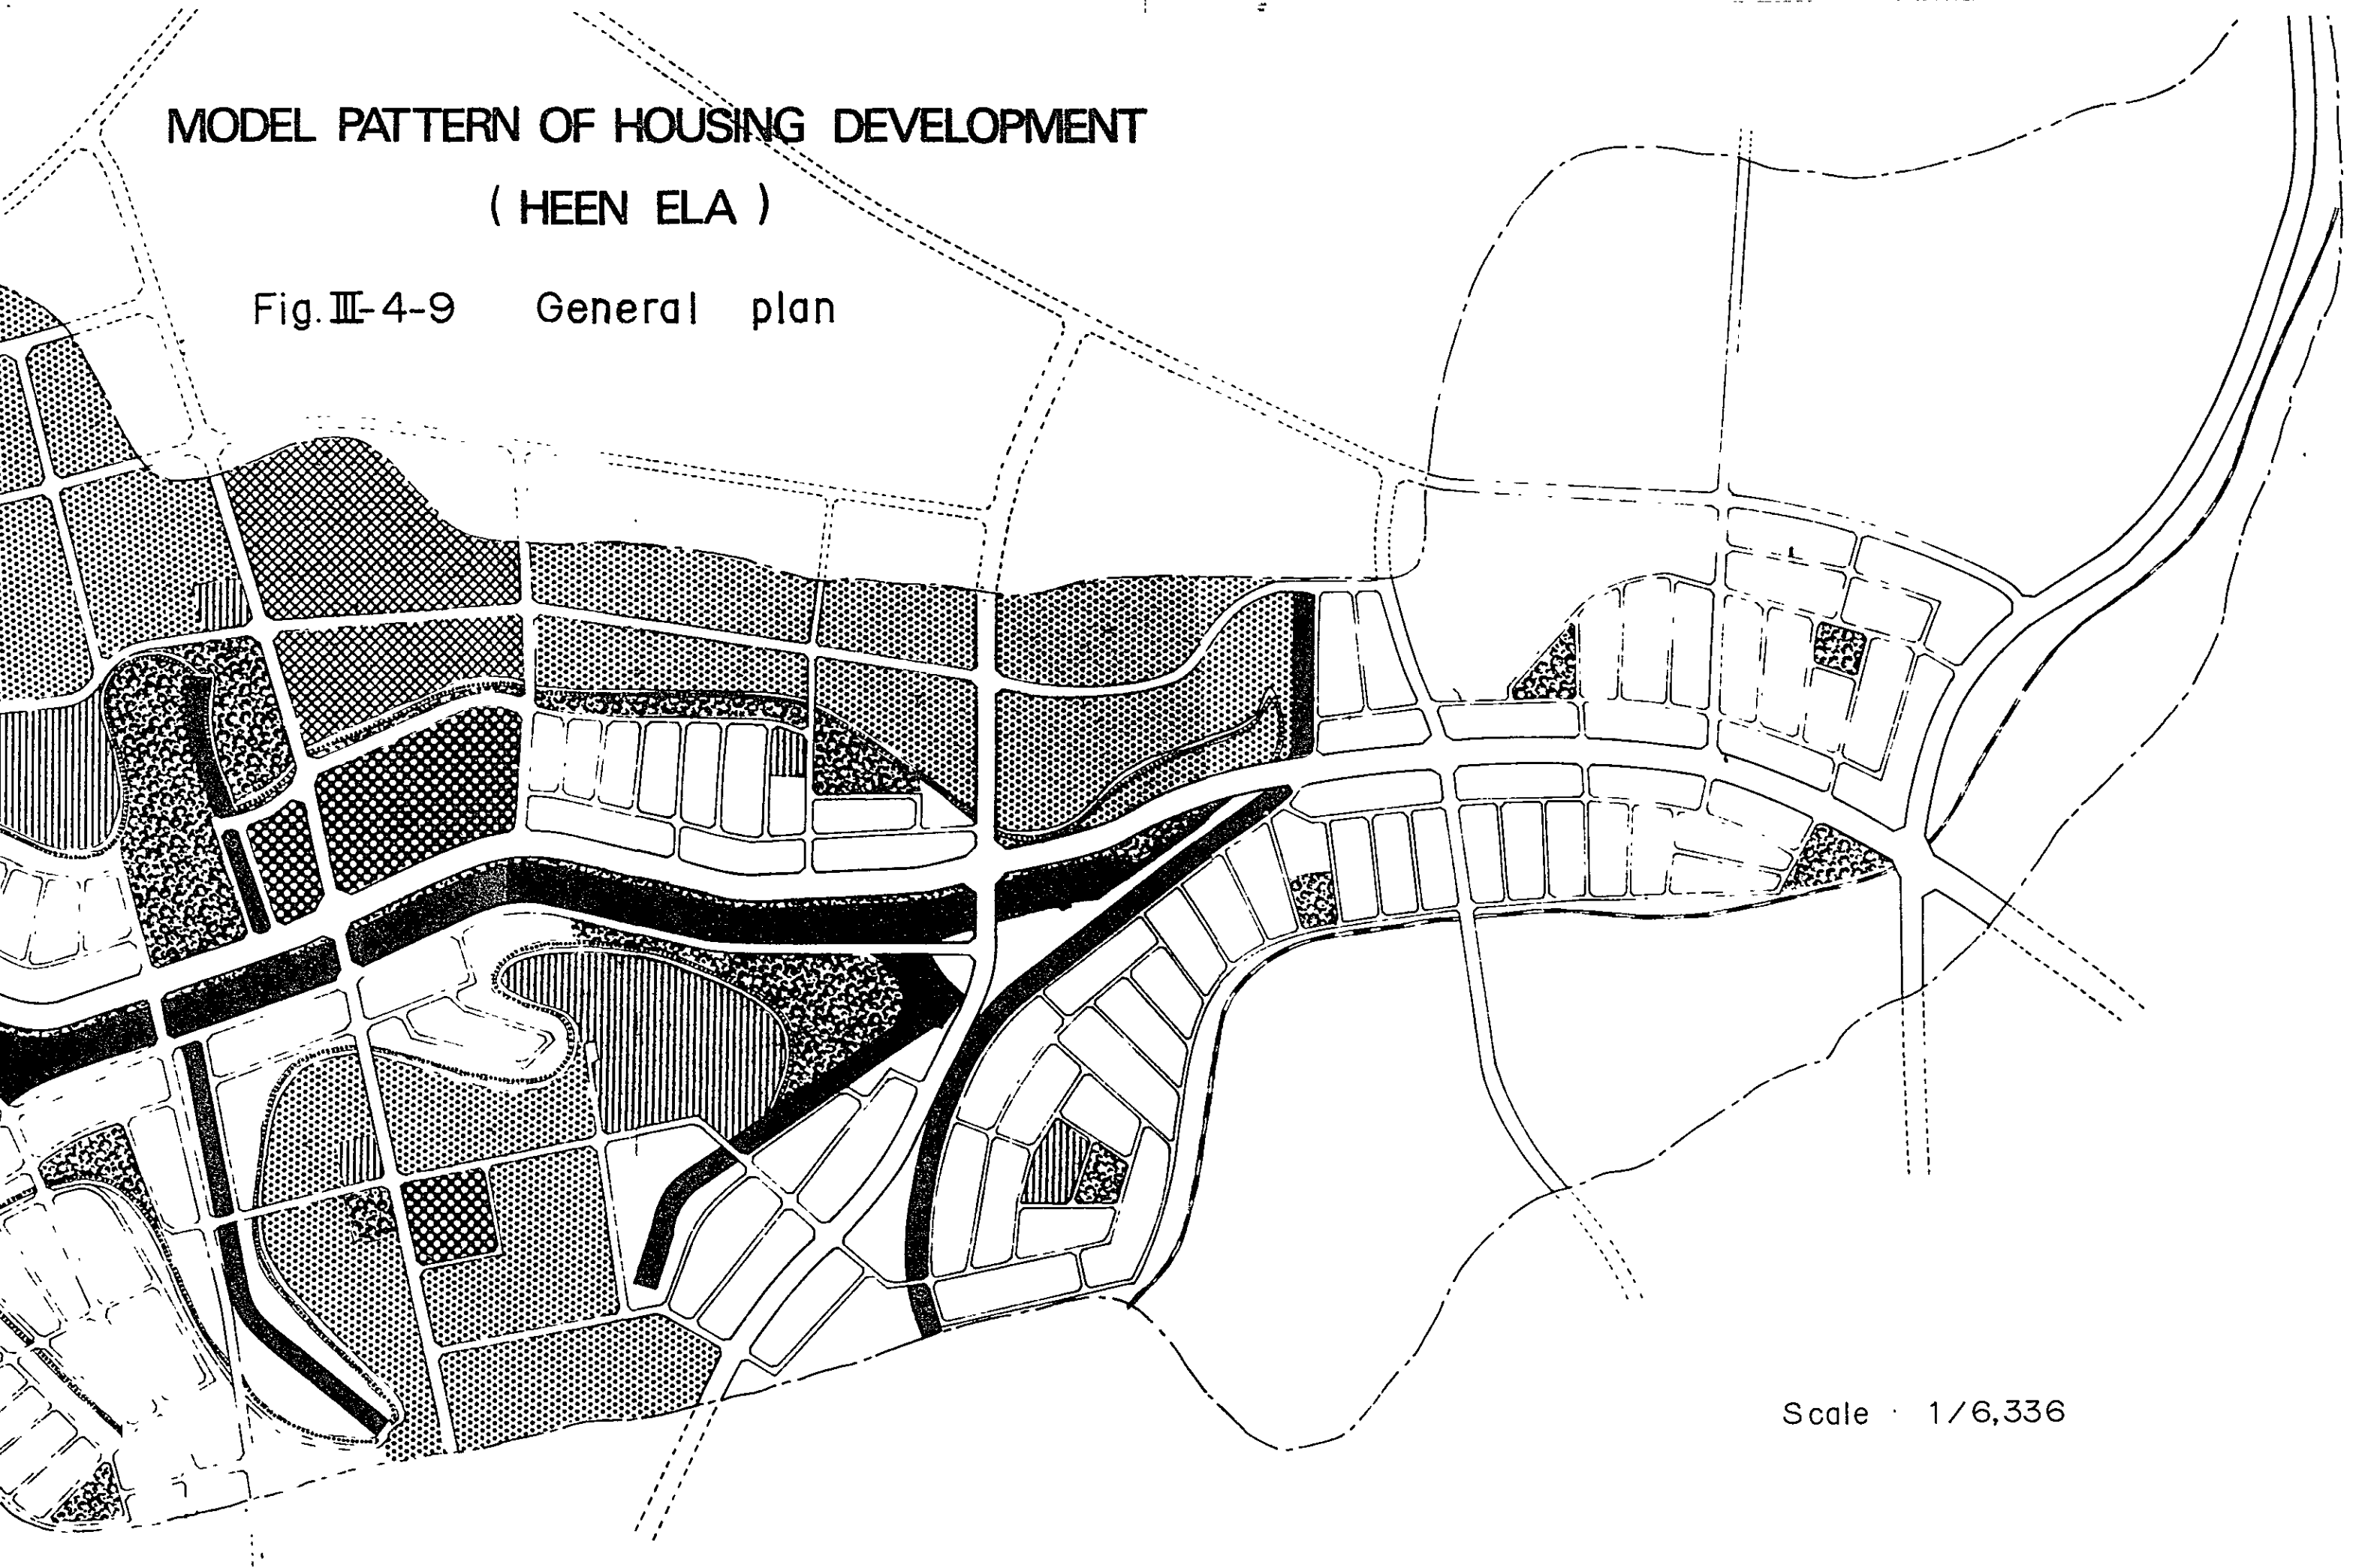 MODEL PATTERN OF HOUSING DEVELOPMENT
( HEEN ELA )
Fig. III-4-9 General plan
Scale · 1/6,336